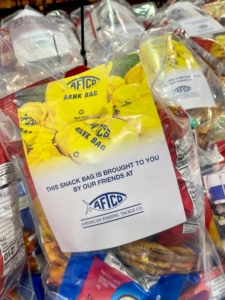 AFTCO
BANK BAG
AFTCO
BANK BAG
THIS SNACK BAG IS BROUGHT TO YOU
BY OUR FRIENDS AT
AFTCO
AMERICAN FISHING TACKLE CO.